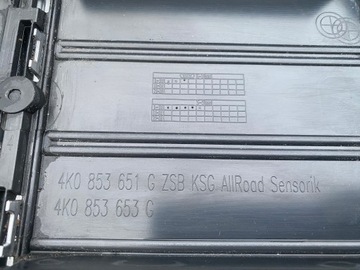 4K0 853 651 G ZSB KSG AllRoad Sensorik
4K0 853 653 G